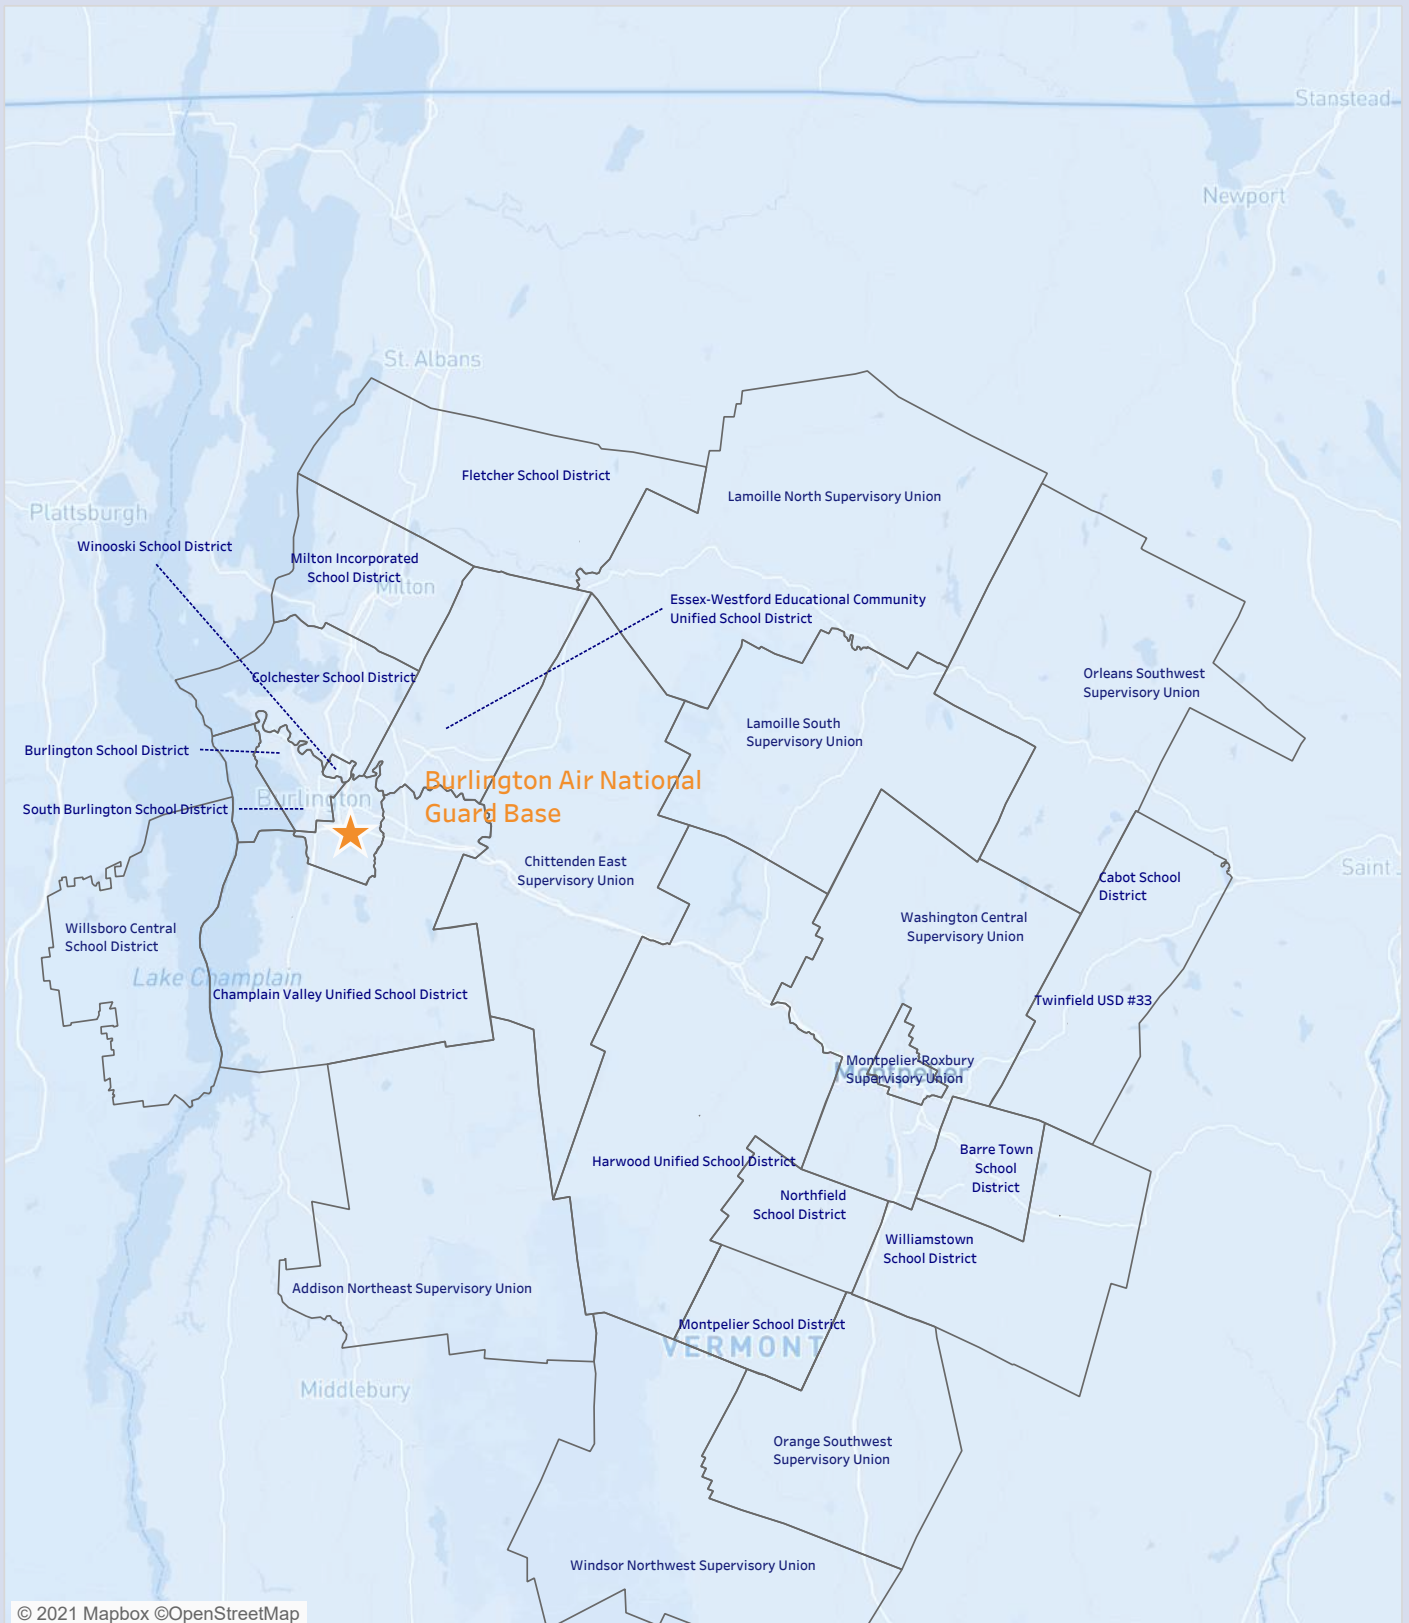 Stanstead
Newport
St. Albans
Fletcher School District
Lamoille North Supervisory Union
Plattsburgh
Winooski School District
Milton Incorporated
School District
Milton
Essex-Westford Educational Community
Unified School District
Colchester School District
Orleans Southwest
Supervisory Union
Lamoille South
Supervisory Union
Burlington School District
Burlington Air National
Guard Base
Burlington
South Burlington School District
Chittenden East
Supervisory Union
Saint
Cabot School
District
Washington Central
Supervisory Union
Willsboro Central
School District
Lake Champlain
Champlain Valley Unified School District
Twinfield USD #33
Montpelier-Roxbury
Supervisory Union
Montpelier
Harwood Unified School District
Barre Town
School
District
Northfield
School District
Williamstown
School District
Addison Northeast Supervisory Union
Montpelier School District
VERMONT
Middlebury
Orange Southwest
Supervisory Union
Windsor Northwest Supervisory Union
© 2021 Mapbox ©OpenStreetMap